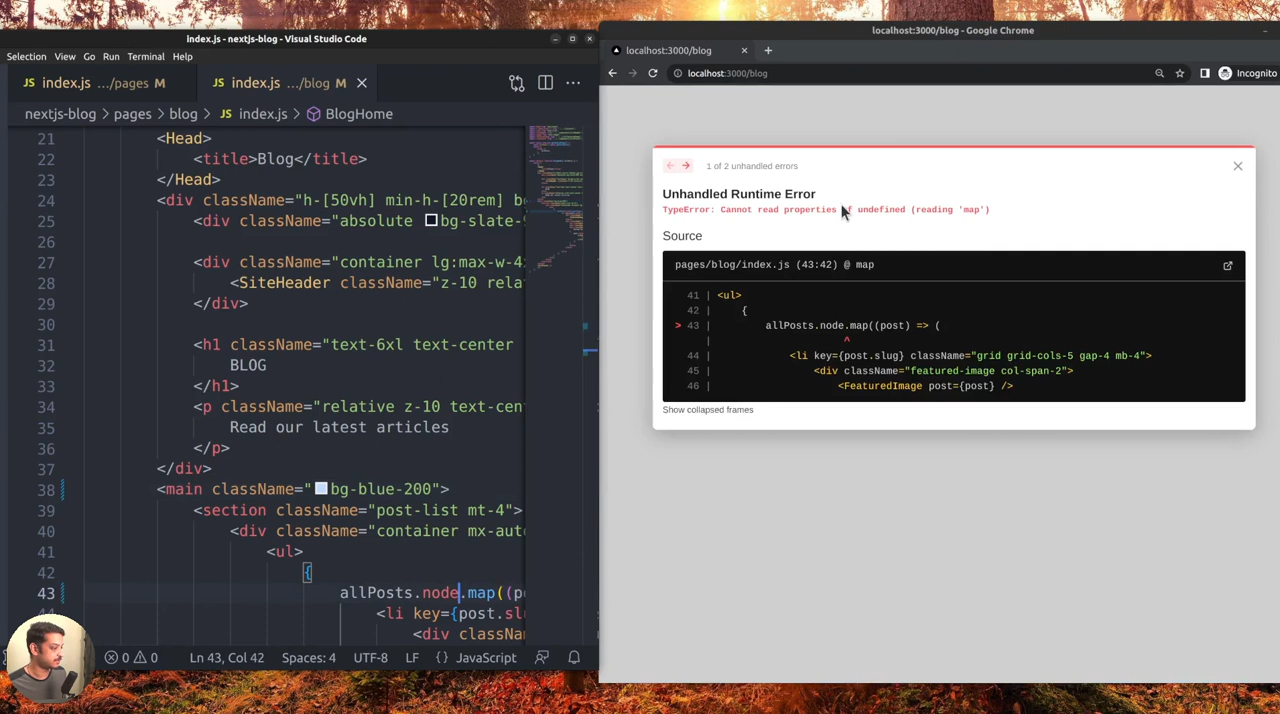 index.js - nextjs-blog - Visual Studio Code
Selection View Go Run Terminal Help
JS index.js .../pages M
JS index.js .../blog M
nextjs-blog > pages > blog > JS index.js > BlogHome
21 <Head>
22 <title>Blog</title>
23 </Head>
24 <div className="h-[50vh] min-h-[20rem] b
25 <div className="absolute bg-slate-9
26
27 <div className="container lg:max-w-4x
28 <SiteHeader className="z-10 rela
29 </div>
30
31 <h1 className="text-6xl text-center
32 BLOG
33 </h1>
34 <p className="relative z-10 text-cen
35 Read our latest articles
36 </p>
37 </div>
38 <main className="bg-blue-200">
39 <section className="post-list mt-4">
40 <div className="container mx-aut
41 <ul>
42 {
43 allPosts.node.map((po
44 <li key={post.sl
<div classNam
0 0
Ln 43, Col 42 Spaces: 4 UTF-8 LF {} JavaScript
localhost:3000/blog - Google Chrome
localhost:3000/blog
localhost:3000/blog
Incognito
1 of 2 unhandled errors
Unhandled Runtime Error
TypeError: Cannot read properties of undefined (reading 'map')
Source
pages/blog/index.js (43:42) @ map
41 | <ul>
42 | {
> 43 | allPosts.node.map((post) => (
| ^
44 | <li key={post.slug} className="grid grid-cols-5 gap-4 mb-4">
45 | <div className="featured-image col-span-2">
46 | <FeaturedImage post={post} />
Show collapsed frames